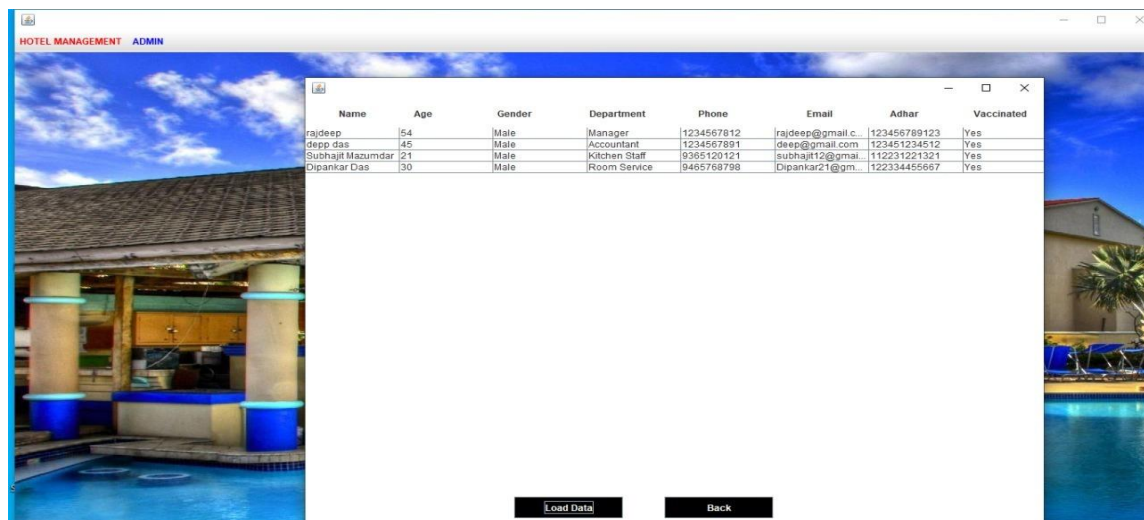 HOTEL MANAGEMENT ADMIN
Name Age Gender Department Phone Email Adhar Vaccinated
rajdeep 54 Male Manager 1234567812 rajdeep@gmail.c... 123456789123 Yes
depp das 45 Male Accountant 1234567891 deep@gmail.com 123451234512 Yes
Subhajit Mazumdar 21 Male Kitchen Staff 9365120121 subhajit12@gmai... 112231221321 Yes
Dipankar Das 30 Male Room Service 9465768798 Dipankar21@gm... 122334455667 Yes
Load Data Back